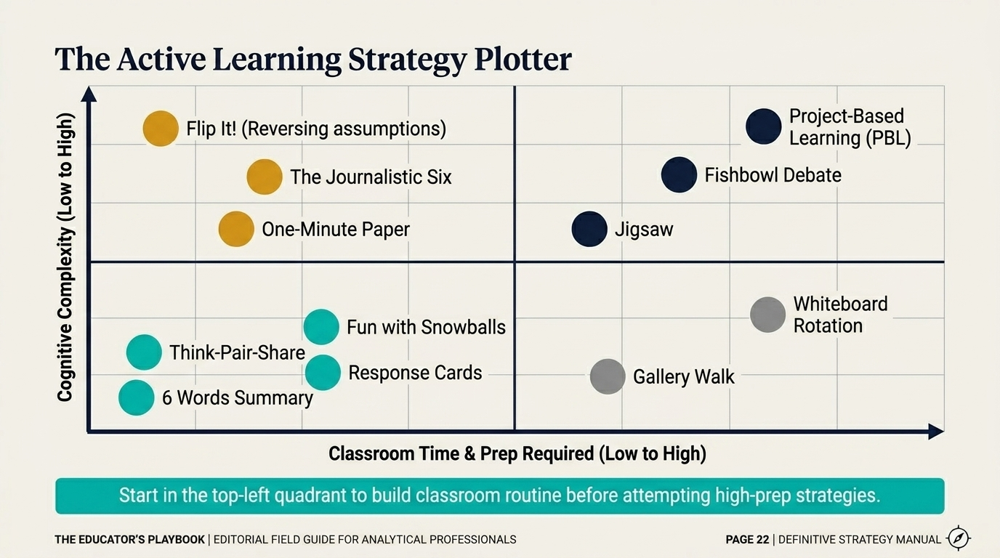 The Active Learning Strategy Plotter
Cognitive Complexity (Low to High)
Flip It! (Reversing assumptions)
The Journalistic Six
One-Minute Paper
Project-Based
Learning (PBL)
Fishbowl Debate
Jigsaw
Fun with Snowballs
Think-Pair-Share
Response Cards
6 Words Summary
Whiteboard
Rotation
Gallery Walk
Classroom Time & Prep Required (Low to High)
Start in the top-left quadrant to build classroom routine before attempting high-prep strategies.
THE EDUCATOR'S PLAYBOOK | EDITORIAL FIELD GUIDE FOR ANALYTICAL PROFESSIONALS
PAGE 22 | DEFINITIVE STRATEGY MANUAL